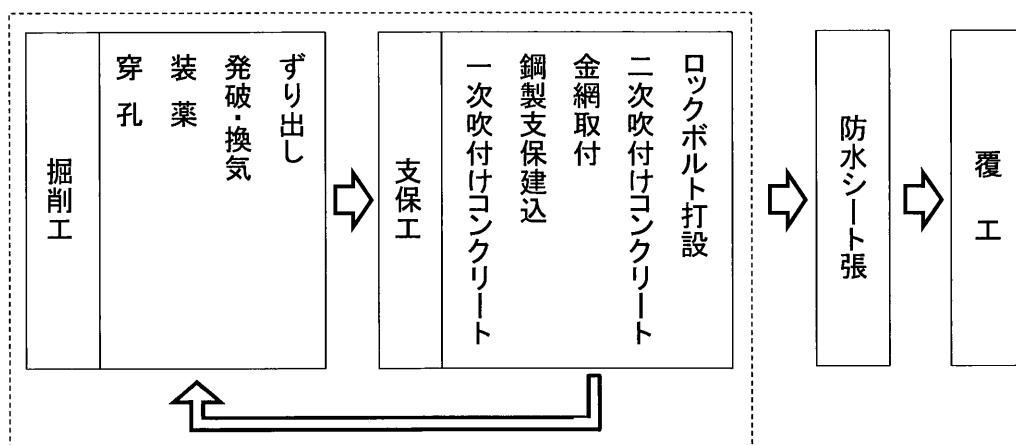 掘削工
穿孔
装薬
発破・換気
ずり出し
支保工
一次吹付けコンクリート
鋼製支保建込
金網取付
二次吹付けコンクリート
ロックボルト打設
防水シート張
覆工